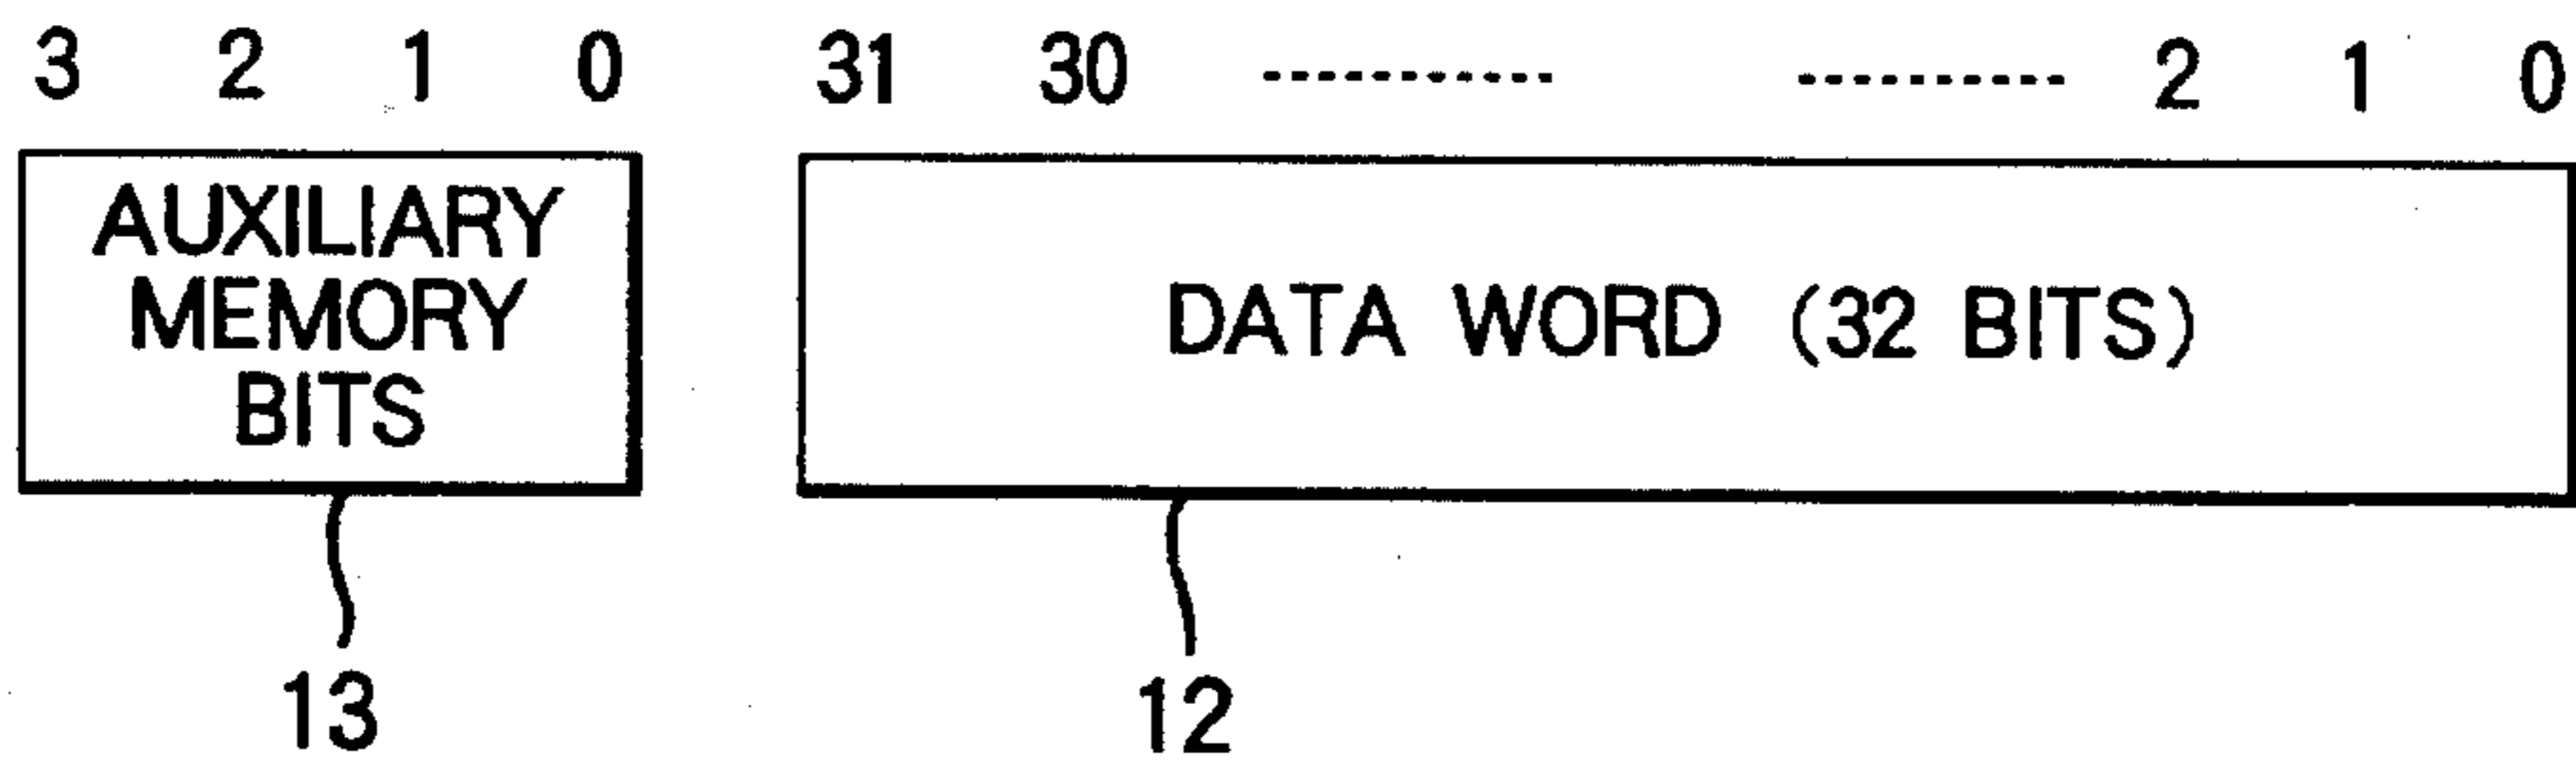 3 2 1 0 31 30 ----------- ---------- 2 1 0
AUXILIARY
MEMORY
BITS
DATA WORD (32 BITS)
13 12